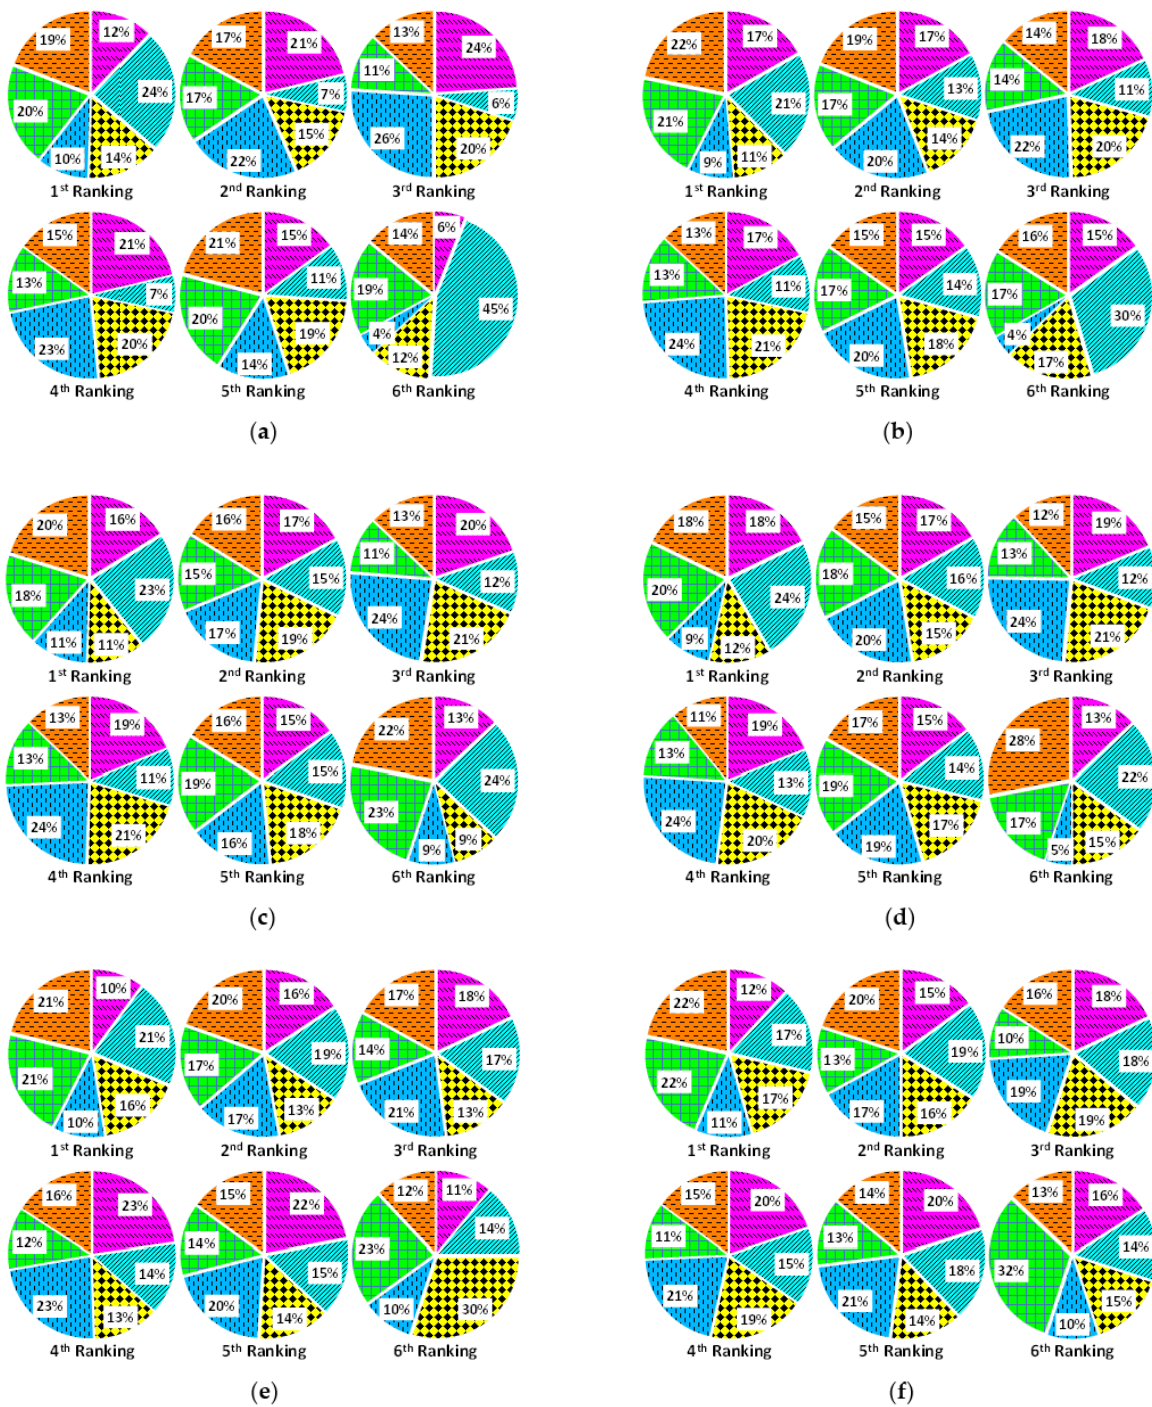 19% 12% 24% 14% 10% 20%
1st Ranking
17% 21% 7% 15% 22% 17%
2nd Ranking
13% 24% 6% 20% 26% 11%
3rd Ranking
15% 21% 7% 20% 23% 13%
4th Ranking
21% 15% 11% 19% 14% 20%
5th Ranking
14% 6% 45% 12% 4% 19%
6th Ranking
(a)
22% 17% 21% 11% 9% 21%
1st Ranking
19% 17% 13% 14% 20% 17%
2nd Ranking
14% 18% 11% 20% 22% 14%
3rd Ranking
13% 17% 11% 21% 24% 13%
4th Ranking
15% 15% 14% 18% 20% 17%
5th Ranking
16% 15% 30% 17% 4% 17%
6th Ranking
(b)
20% 16% 23% 11% 11% 18%
1st Ranking
16% 17% 15% 19% 17% 15%
2nd Ranking
13% 20% 12% 21% 24% 11%
3rd Ranking
13% 19% 11% 21% 24% 13%
4th Ranking
16% 15% 15% 18% 16% 19%
5th Ranking
22% 13% 24% 9% 9% 23%
6th Ranking
(c)
18% 18% 24% 12% 9% 20%
1st Ranking
15% 17% 16% 15% 20% 18%
2nd Ranking
12% 19% 12% 21% 24% 13%
3rd Ranking
11% 19% 13% 20% 24% 13%
4th Ranking
17% 15% 14% 17% 19% 19%
5th Ranking
28% 13% 22% 15% 5% 17%
6th Ranking
(d)
21% 10% 21% 16% 10% 21%
1st Ranking
20% 16% 19% 13% 17% 17%
2nd Ranking
17% 18% 17% 13% 21% 14%
3rd Ranking
16% 23% 14% 13% 23% 12%
4th Ranking
15% 22% 15% 14% 20% 14%
5th Ranking
12% 11% 14% 30% 10% 23%
6th Ranking
(e)
22% 12% 17% 17% 11% 22%
1st Ranking
20% 15% 19% 16% 17% 13%
2nd Ranking
16% 18% 18% 19% 19% 10%
3rd Ranking
15% 20% 15% 19% 21% 11%
4th Ranking
14% 20% 18% 14% 21% 13%
5th Ranking
13% 16% 14% 15% 10% 32%
6th Ranking
(f)